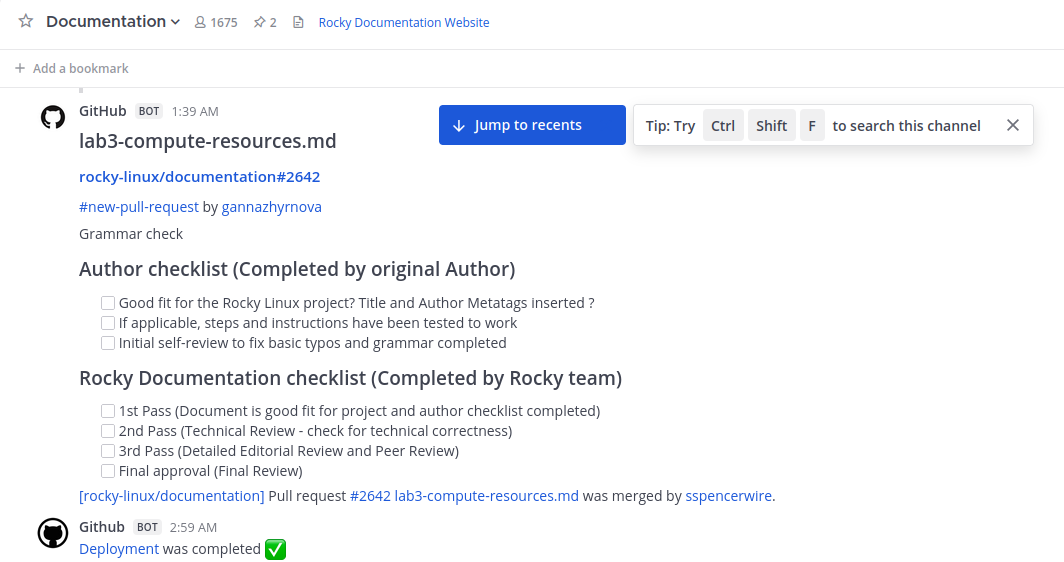 Documentation 1675 2 Rocky Documentation Website
Add a bookmark
GitHub BOT 1:39 AM
Jump to recents
Tip: Try Ctrl Shift F to search this channel
lab3-compute-resources.md
rocky-linux/documentation#2642
#new-pull-request by gannazhyrnova
Grammar check
Author checklist (Completed by original Author)
Good fit for the Rocky Linux project? Title and Author Metatags inserted ?
If applicable, steps and instructions have been tested to work
Initial self-review to fix basic typos and grammar completed
Rocky Documentation checklist (Completed by Rocky team)
1st Pass (Document is good fit for project and author checklist completed)
2nd Pass (Technical Review - check for technical correctness)
3rd Pass (Detailed Editorial Review and Peer Review)
Final approval (Final Review)
[rocky-linux/documentation] Pull request #2642 lab3-compute-resources.md was merged by sspencerwire.
Github BOT 2:59 AM
Deployment was completed ✅